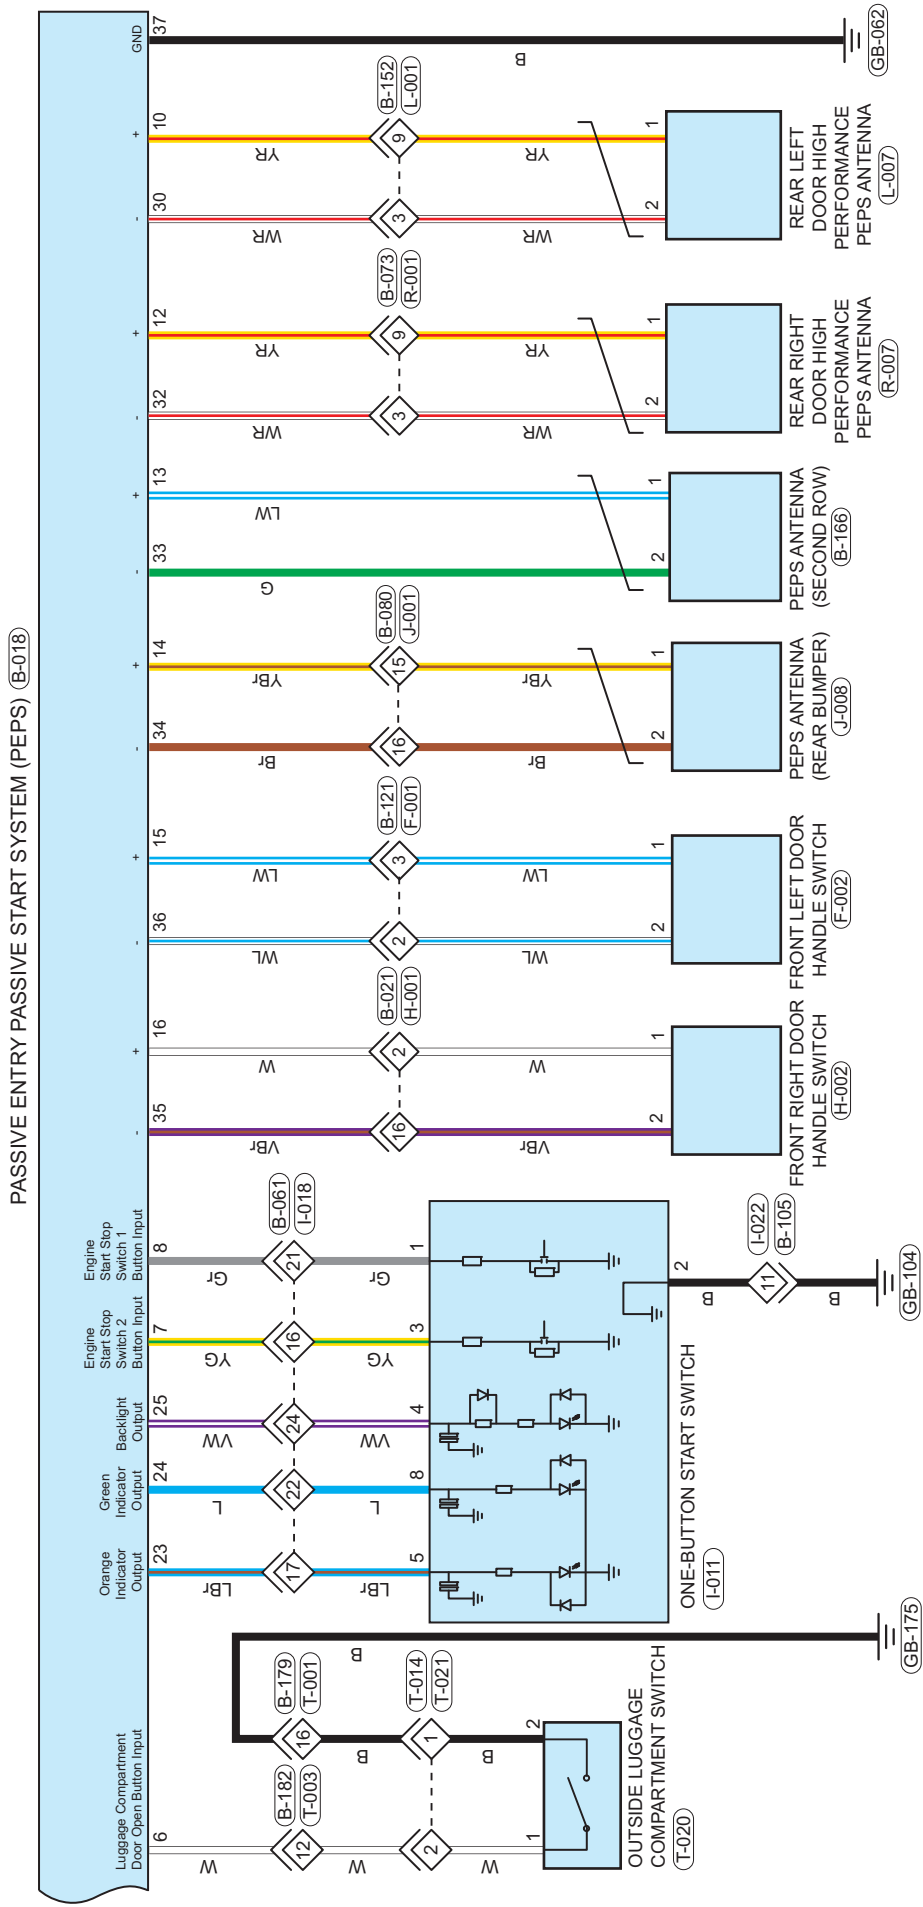 PASSIVE ENTRY PASSIVE START SYSTEM (PEPS) B-018
Luggage Compartment
Door Open Button Input
6
W
12
B-182
T-003
W
2
W
1
16
B-179
T-001
B
B
1
T-014
T-021
B
2
OUTSIDE LUGGAGE
COMPARTMENT SWITCH
T-020
GB-175
Orange
Indicator
Output
23
LBr
17
LBr
5
Green
Indicator
Output
24
L
22
L
8
Backlight
Output
25
VW
24
VW
4
Engine
Start Stop
Switch 2
Button Input
7
YG
16
YG
3
Engine
Start Stop
Switch 1
Button Input
8
Gr
21
B-061
I-018
Gr
1
ONE-BUTTON START SWITCH
I-011
2
B
11
I-022
B-105
B
GB-104
-
35
VBr
16
VBr
2
+
16
W
2
B-021
H-001
W
1
FRONT RIGHT DOOR
HANDLE SWITCH
H-002
-
36
WL
2
WL
2
+
15
LW
3
B-121
F-001
LW
1
FRONT LEFT DOOR
HANDLE SWITCH
F-002
-
34
Br
16
Br
2
+
14
YBr
15
B-080
J-001
YBr
1
PEPS ANTENNA
(REAR BUMPER)
J-008
-
33
G
2
+
13
LW
1
PEPS ANTENNA
(SECOND ROW)
B-166
-
32
WR
3
WR
2
+
12
YR
9
B-073
R-001
YR
1
REAR RIGHT
DOOR HIGH
PERFORMANCE
PEPS ANTENNA
R-007
-
30
WR
3
WR
2
+
10
YR
9
B-152
L-001
YR
1
REAR LEFT
DOOR HIGH
PERFORMANCE
PEPS ANTENNA
L-007
GND
37
B
GB-062